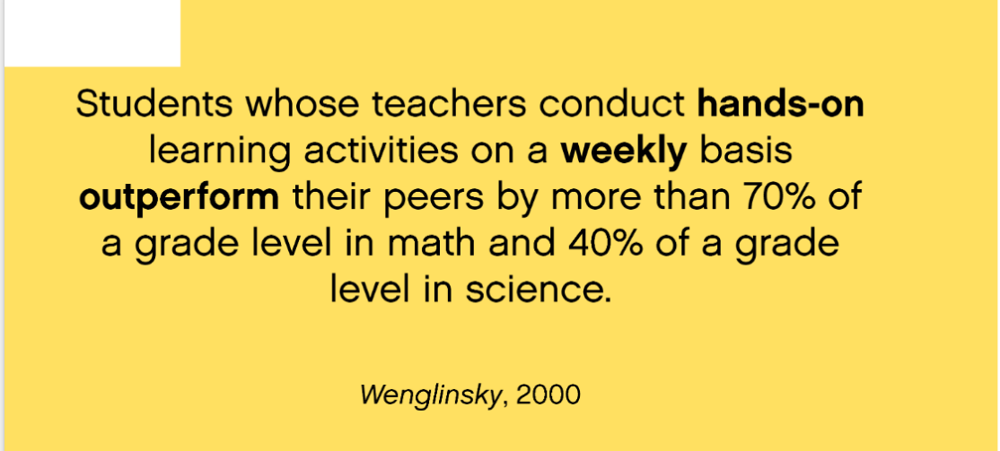 Students whose teachers conduct hands-on
learning activities on a weekly basis
outperform their peers by more than 70% of
a grade level in math and 40% of a grade
level in science.
Wenglinsky, 2000